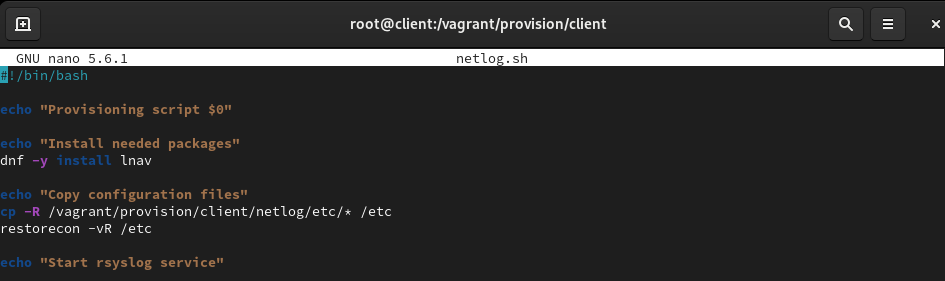 root@client:/vagrant/provision/client
GNU nano 5.6.1 netlog.sh
#!/bin/bash
echo "Provisioning script $0"
echo "Install needed packages"
dnf -y install lnav
echo "Copy configuration files"
cp -R /vagrant/provision/client/netlog/etc/* /etc
restorecon -vR /etc
echo "Start rsyslog service"